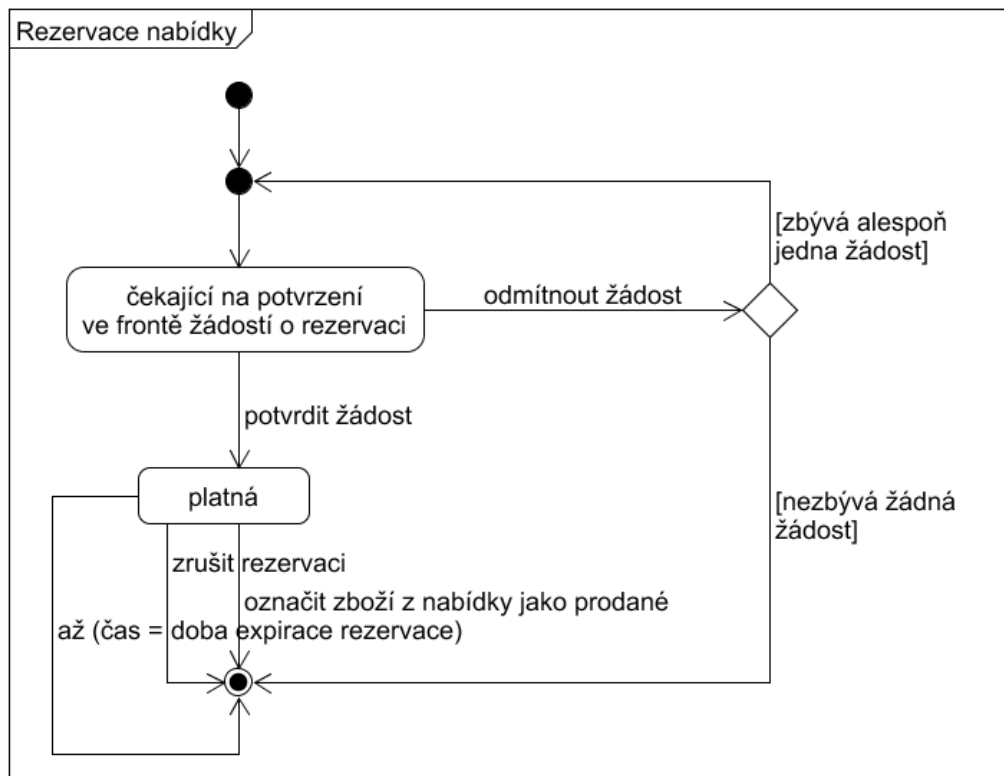 Rezervace nabídky
[zbývá alespoň
jedna žádost]
čekající na potvrzení
ve frontě žádostí o rezervaci
odmítnout žádost
potvrdit žádost
platná
[nezbývá žádná
žádost]
zrušit rezervaci
označit zboží z nabídky jako prodané
až (čas = doba expirace rezervace)